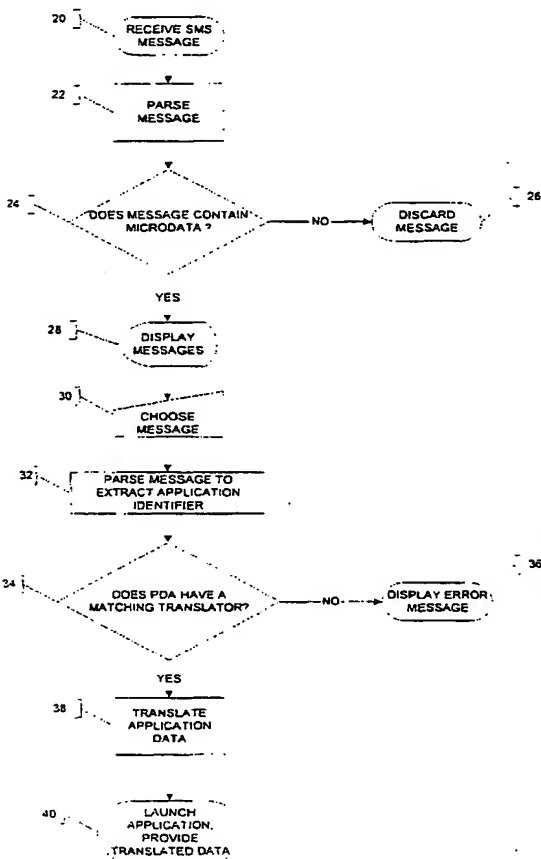 20
RECEIVE SMS
MESSAGE
22
PARSE
MESSAGE
24
DOES MESSAGE CONTAIN
MICRODATA ?
NO
DISCARD
MESSAGE
26
YES
28
DISPLAY
MESSAGES
30
CHOOSE
MESSAGE
32
PARSE MESSAGE TO
EXTRACT APPLICATION
IDENTIFIER
34
DOES PDA HAVE A
MATCHING TRANSLATOR?
NO
DISPLAY ERROR
MESSAGE
36
YES
38
TRANSLATE
APPLICATION
DATA
40
LAUNCH
APPLICATION,
PROVIDE
TRANSLATED DATA